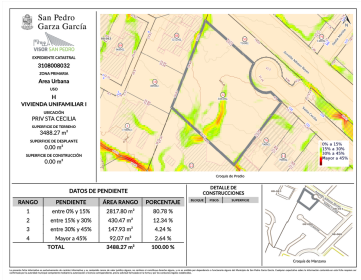 San Pedro
Garza García
VISOR SAN PEDRO
EXPEDIENTE CATASTRAL
3108008032
ZONA PRIMARIA
Area Urbana
USO
H
VIVIENDA UNIFAMILIAR I
UBICACIÓN
PRIV STA CECILIA
SUPERFICIE DE TERRENO
3488.27 m²
SUPERFICIE DE DESPLANTE
0.00 m²
SUPERFICIE DE CONSTRUCCIÓN
0.00 m²
0% a 15%
15% a 30%
30% a 45%
Mayor a 45%
Croquis de Predio
DATOS DE PENDIENTE
RANGO PENDIENTE ÁREA RANGO PORCENTAJE
1 entre 0% y 15% 2817.80 m² 80.78 %
2 entre 15% y 30% 430.47 m² 12.34 %
3 entre 30% y 45% 147.93 m² 4.24 %
4 Mayor a 45% 92.07 m² 2.64 %
TOTAL 3488.27 m² 100.00 %
DETALLE DE
CONSTRUCCIONES
BLOQUE PISOS SUPERFICIE
Croquis de Manzana